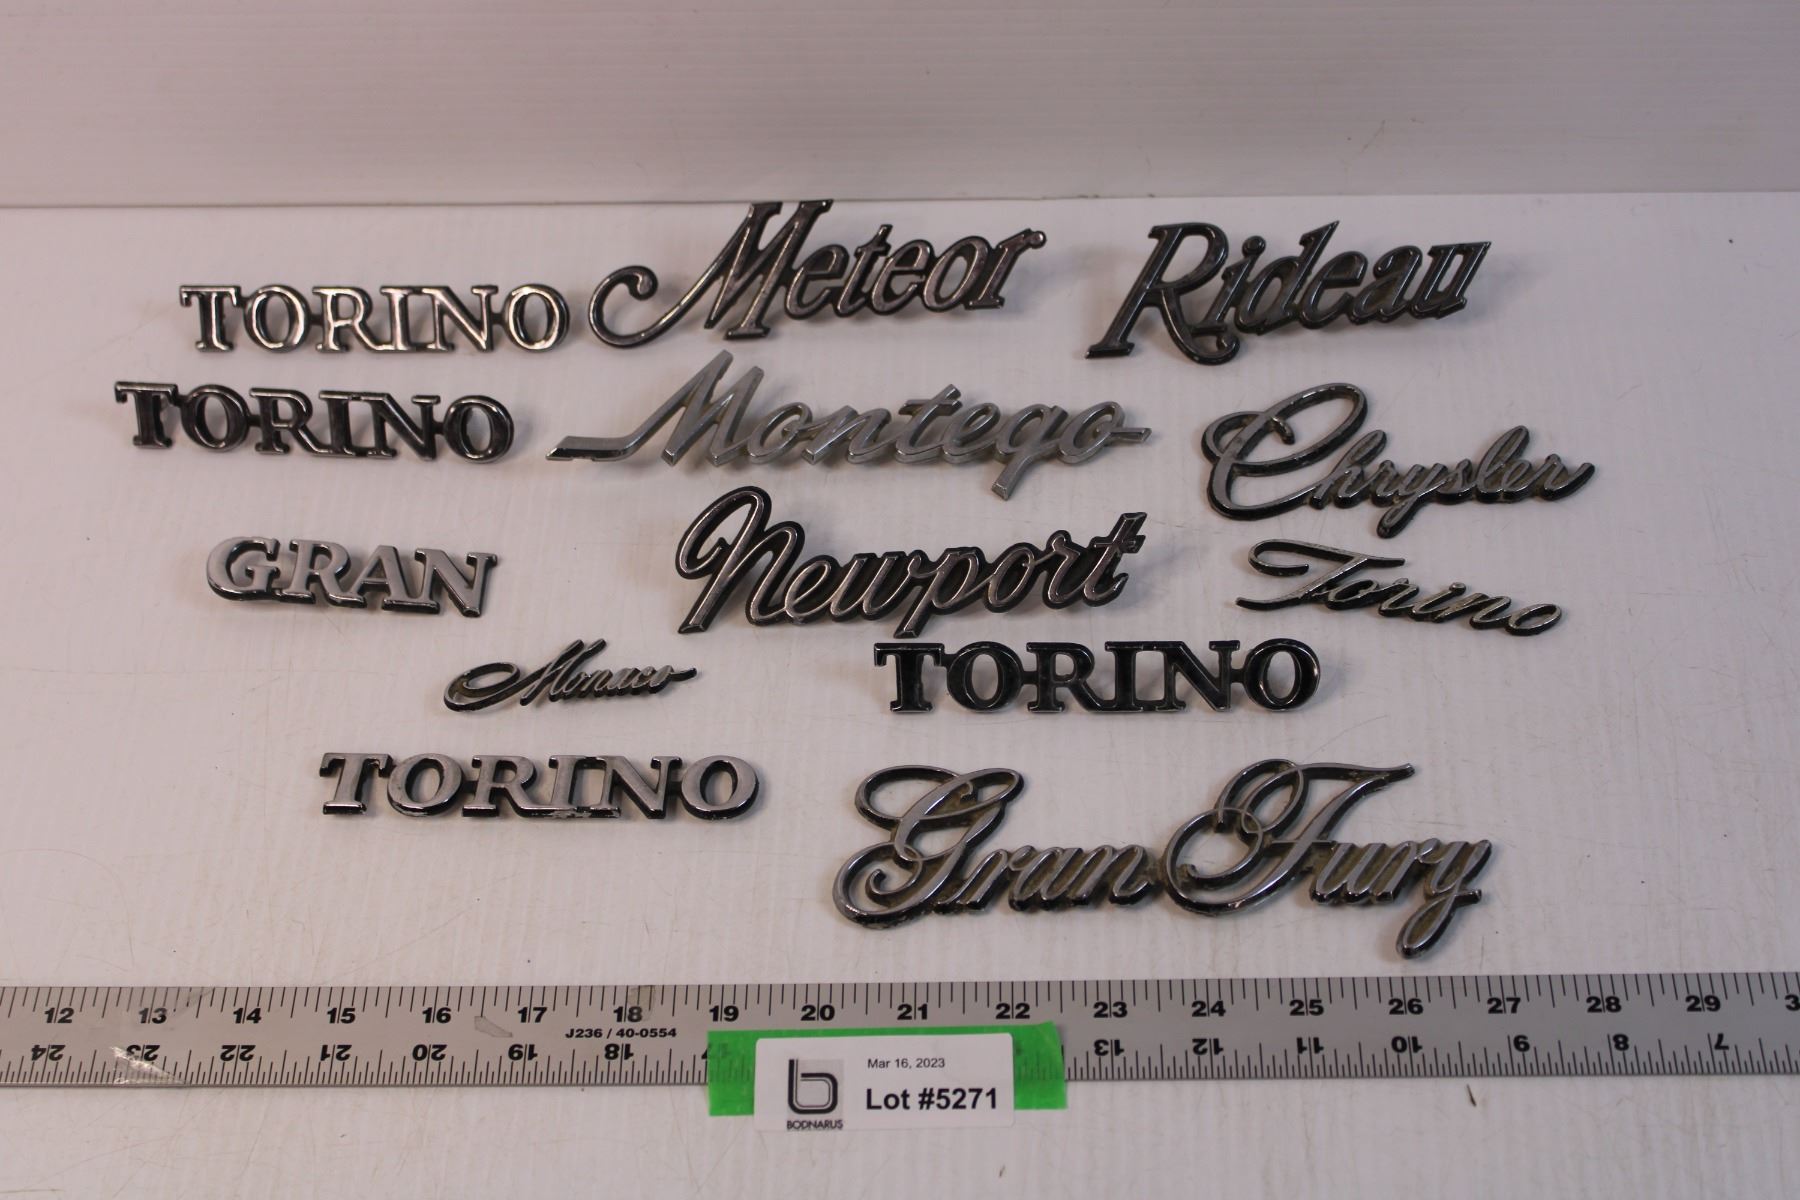 TORINO Meteor Rideau
TORINO Montego Chrysler
GRAN Newport Torino
Monaco TORINO
TORINO Gran Fury
12 13 14 15 16 17 18 19 20 21 22 23 24 25 26 27 28 29 3
J236 / 40-0554
24 23 22 21 20 19 18 13 12 11 10 9 8 7
Mar 16, 2023
Lot #5271
BODNARUS